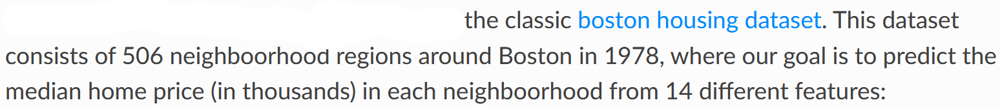 the classic boston housing dataset. This dataset
consists of 506 neighboorhood regions around Boston in 1978, where our goal is to predict the
median home price (in thousands) in each neighboorhood from 14 different features: